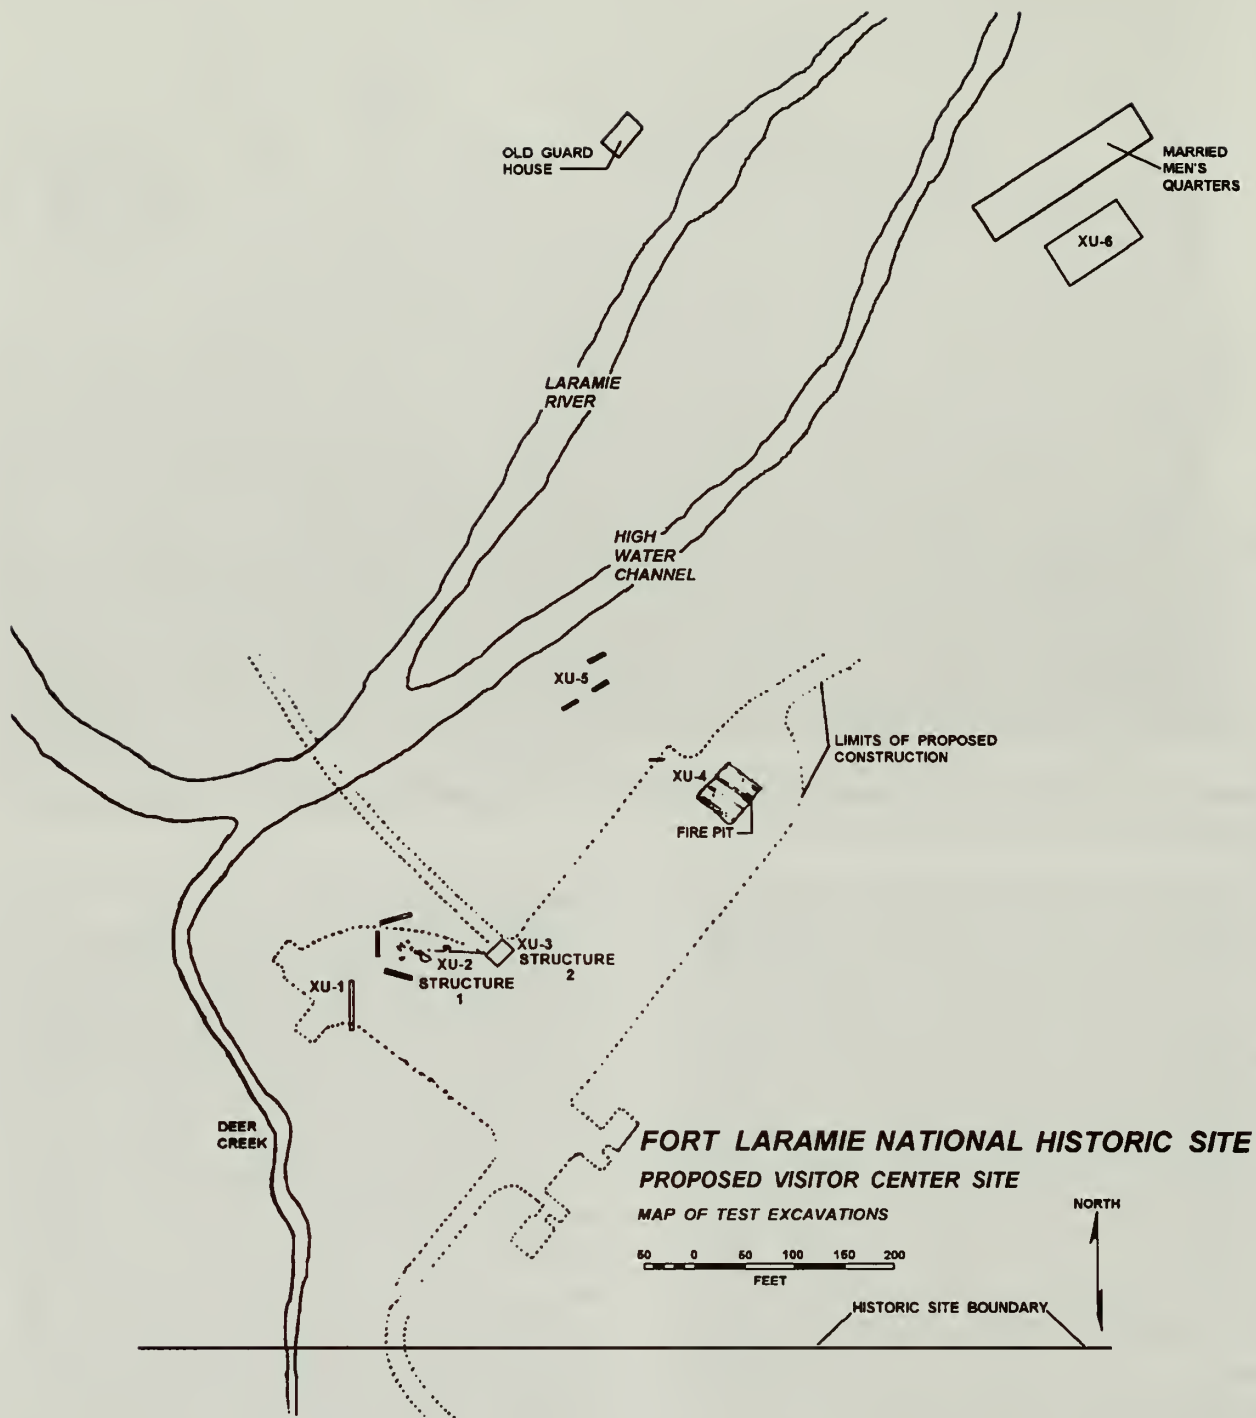 OLD GUARD
HOUSE
MARRIED
MEN'S
QUARTERS
XU-6
LARAMIE
RIVER
HIGH
WATER
CHANNEL
XU-5
LIMITS OF PROPOSED
CONSTRUCTION
XU-4
FIRE PIT
XU-3
STRUCTURE
2
XU-2
STRUCTURE
1
XU-1
DEER
CREEK
FORT LARAMIE NATIONAL HISTORIC SITE
PROPOSED VISITOR CENTER SITE
MAP OF TEST EXCAVATIONS
NORTH
50 0 50 100 150 200
FEET
HISTORIC SITE BOUNDARY